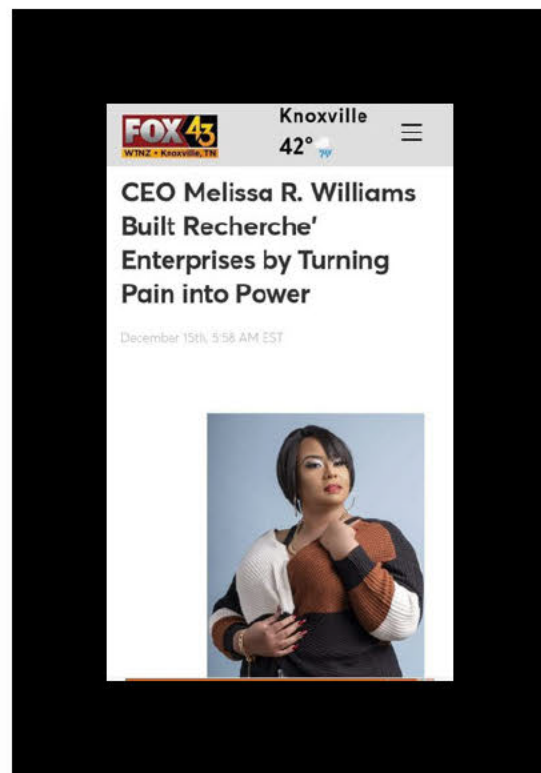 FOX 43
WTNZ • Knoxville, TN
Knoxville
42°
CEO Melissa R. Williams
Built Recherche'
Enterprises by Turning
Pain into Power
December 15th, 5:58 AM EST